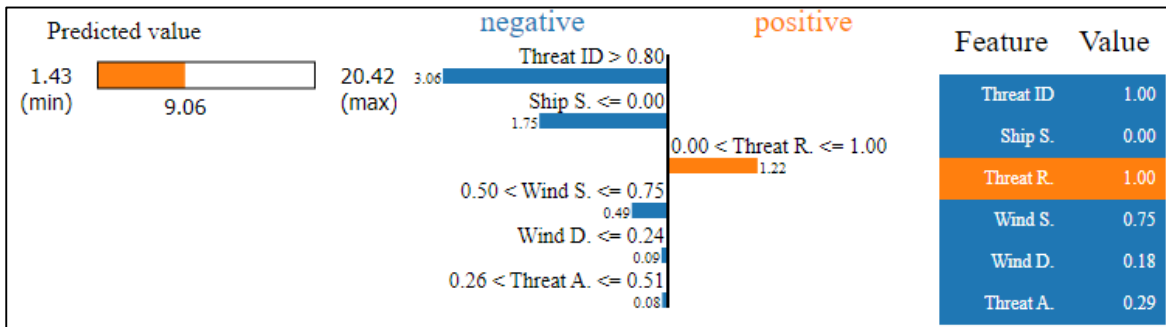 Predicted value
1.43
(min)
9.06
20.42
(max)
negative
positive
Threat ID > 0.80
3.06
Ship S. <= 0.00
1.75
0.00 < Threat R. <= 1.00
1.22
0.50 < Wind S. <= 0.75
0.49
Wind D. <= 0.24
0.09
0.26 < Threat A. <= 0.51
0.08
Feature Value
Threat ID 1.00
Ship S. 0.00
Threat R. 1.00
Wind S. 0.75
Wind D. 0.18
Threat A. 0.29